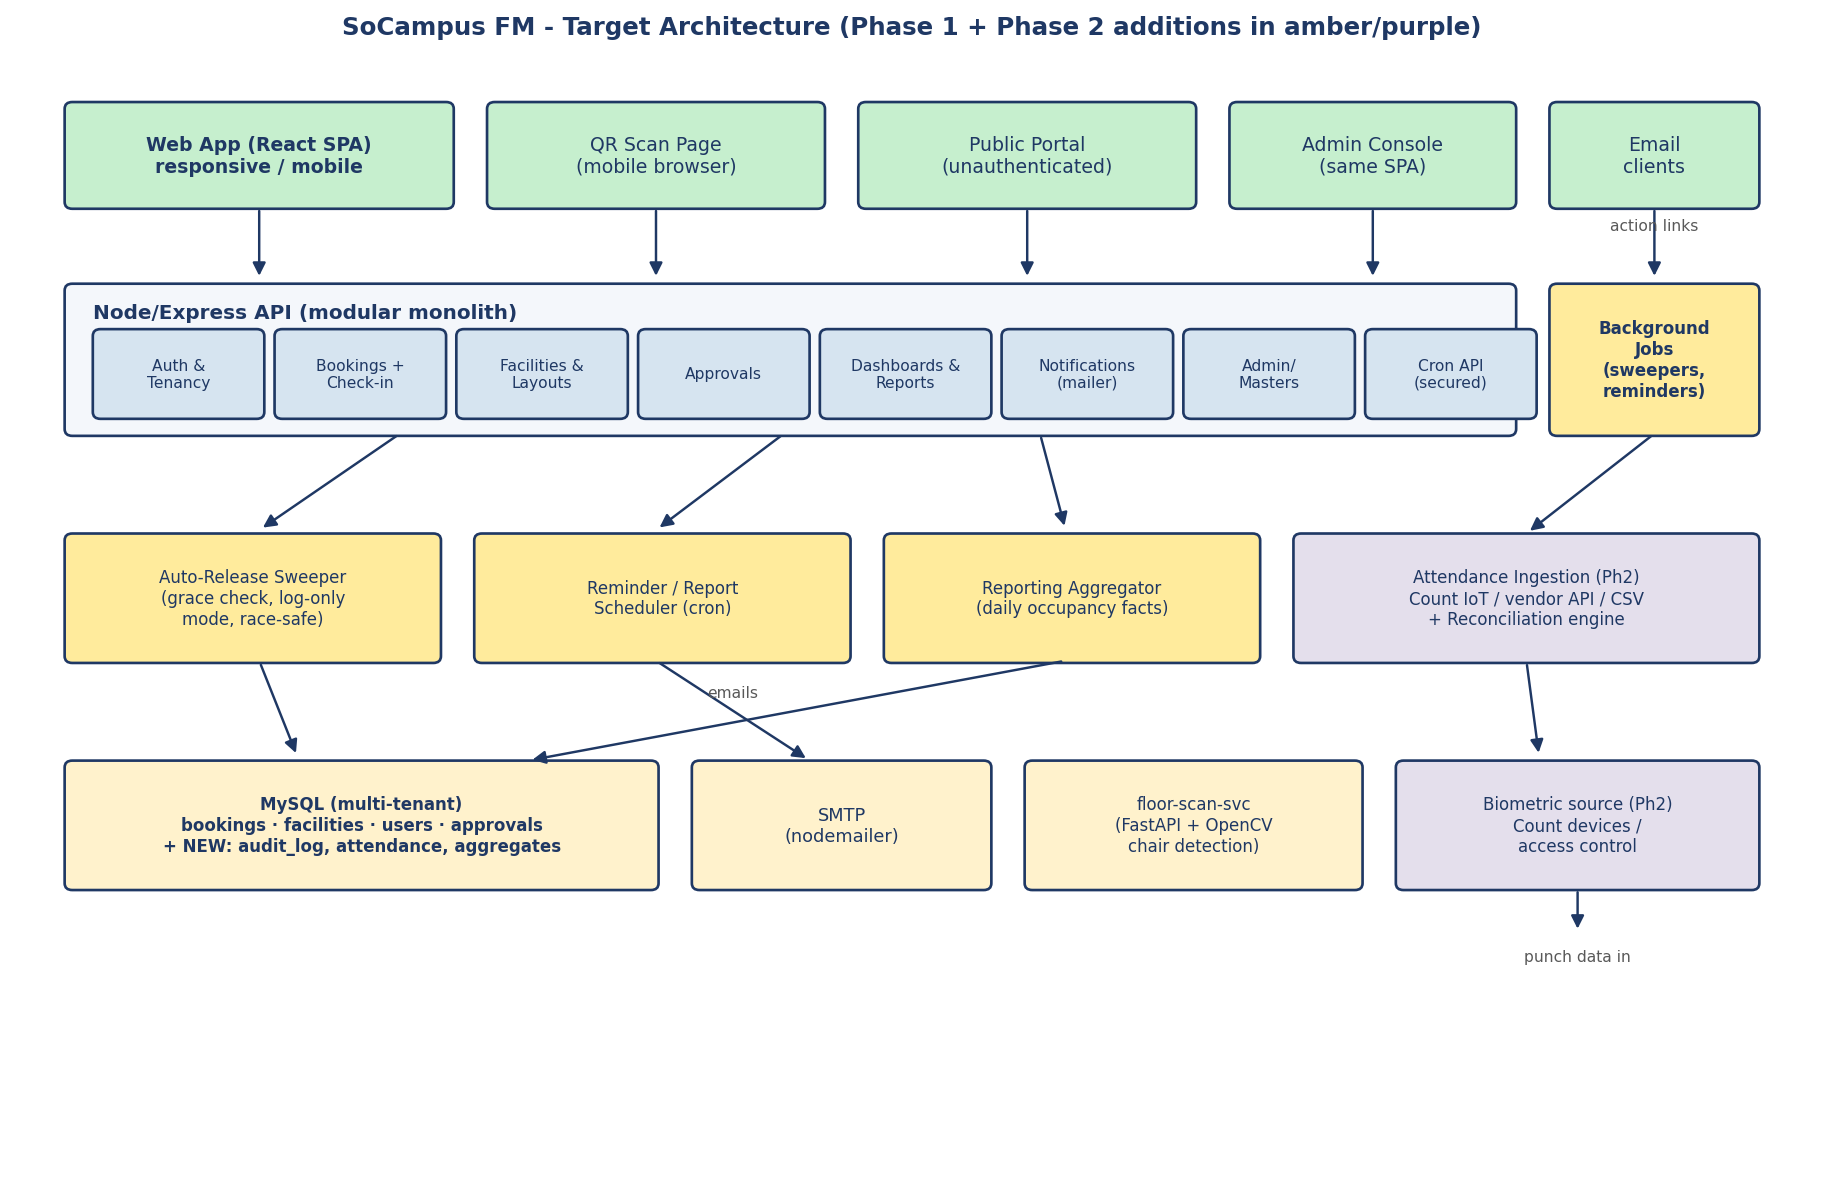 SoCampus FM - Target Architecture (Phase 1 + Phase 2 additions in amber/purple)
Web App (React SPA)
responsive / mobile
QR Scan Page
(mobile browser)
Public Portal
(unauthenticated)
Admin Console
(same SPA)
Email
clients
action links
Node/Express API (modular monolith)
Auth &
Tenancy
Bookings +
Check-in
Facilities &
Layouts
Approvals
Dashboards &
Reports
Notifications
(mailer)
Admin/
Masters
Cron API
(secured)
Background
Jobs
(sweepers,
reminders)
Auto-Release Sweeper
(grace check, log-only
mode, race-safe)
Reminder / Report
Scheduler (cron)
Reporting Aggregator
(daily occupancy facts)
Attendance Ingestion (Ph2)
Count IoT / vendor API / CSV
+ Reconciliation engine
emails
MySQL (multi-tenant)
bookings · facilities · users · approvals
+ NEW: audit_log, attendance, aggregates
SMTP
(nodemailer)
floor-scan-svc
(FastAPI + OpenCV
chair detection)
Biometric source (Ph2)
Count devices /
access control
punch data in